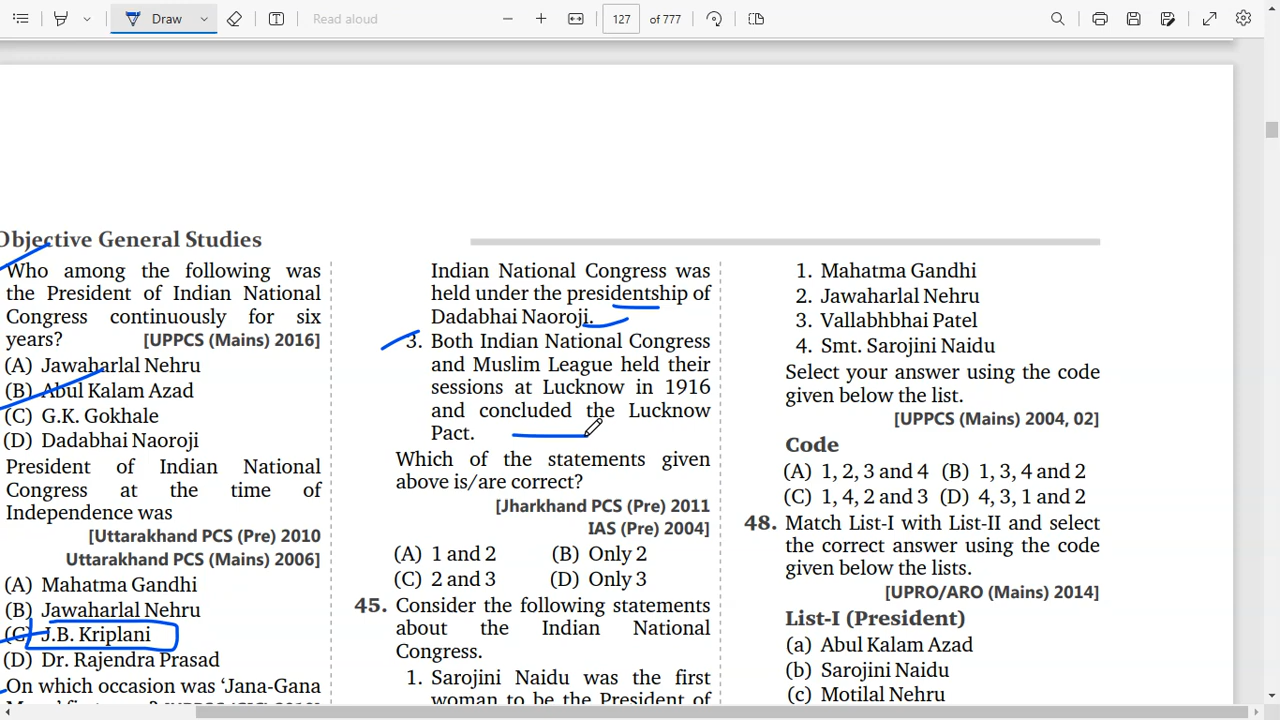 Draw
Read aloud
127 of 777
Objective General Studies
Who among the following was
the President of Indian National
Congress continuously for six
years? [UPPCS (Mains) 2016]
(A) Jawaharlal Nehru
(B) Abul Kalam Azad
(C) G.K. Gokhale
(D) Dadabhai Naoroji
President of Indian National
Congress at the time of
Independence was
[Uttarakhand PCS (Pre) 2010
Uttarakhand PCS (Mains) 2006]
(A) Mahatma Gandhi
(B) Jawaharlal Nehru
(C) J.B. Kriplani
(D) Dr. Rajendra Prasad
On which occasion was ‘Jana-Gana
Indian National Congress was
held under the presidentship of
Dadabhai Naoroji.
3. Both Indian National Congress
and Muslim League held their
sessions at Lucknow in 1916
and concluded the Lucknow
Pact.
Which of the statements given
above is/are correct?
[Jharkhand PCS (Pre) 2011
IAS (Pre) 2004]
(A) 1 and 2 (B) Only 2
(C) 2 and 3 (D) Only 3
45. Consider the following statements
about the Indian National
Congress.
1. Sarojini Naidu was the first
woman to be the President of
1. Mahatma Gandhi
2. Jawaharlal Nehru
3. Vallabhbhai Patel
4. Smt. Sarojini Naidu
Select your answer using the code
given below the list.
[UPPCS (Mains) 2004, 02]
Code
(A) 1, 2, 3 and 4 (B) 1, 3, 4 and 2
(C) 1, 4, 2 and 3 (D) 4, 3, 1 and 2
48. Match List-I with List-II and select
the correct answer using the code
given below the lists.
[UPRO/ARO (Mains) 2014]
List-I (President)
(a) Abul Kalam Azad
(b) Sarojini Naidu
(c) Motilal Nehru